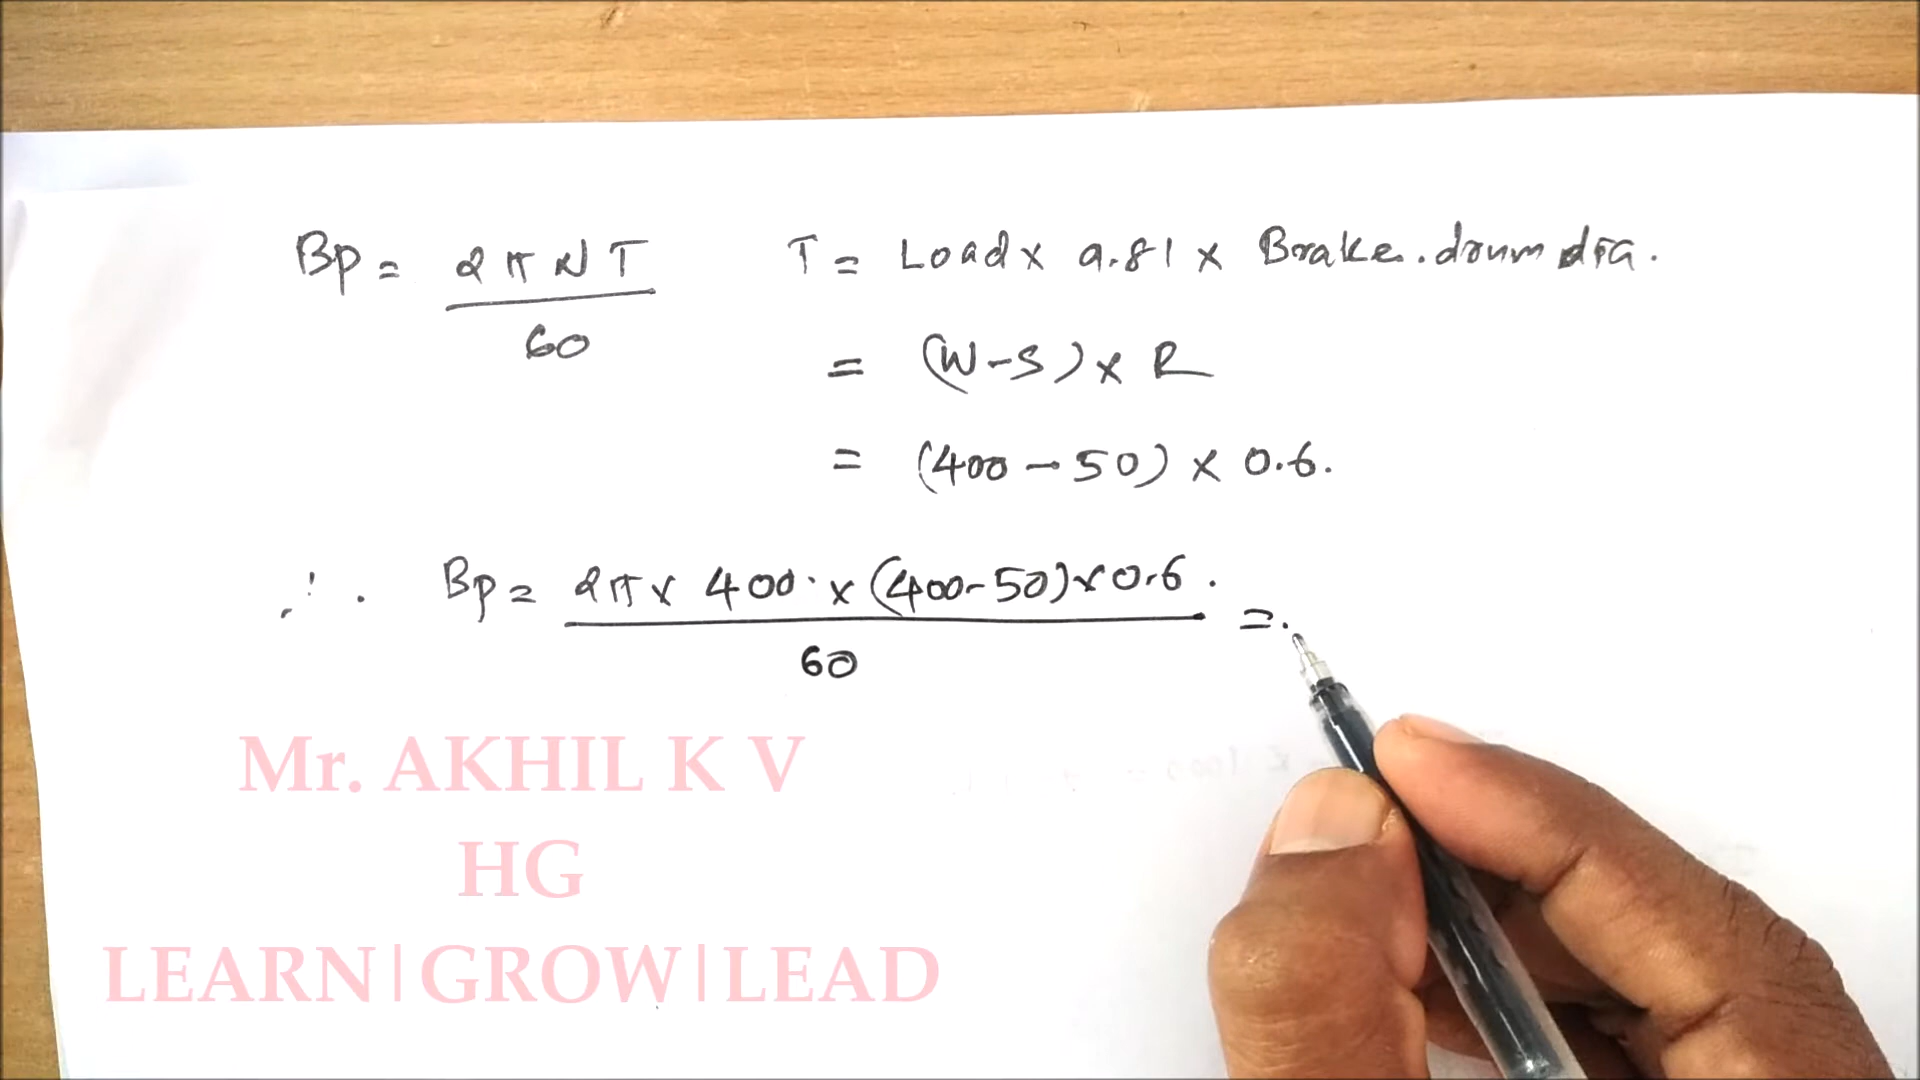 Bp = 2πNT / 60
T = Load x 9.81 x Brake.drum dia.
= (W-S) x R
= (400-50) x 0.6.
∴ Bp = 2π x 400 x (400-50) x 0.6 / 60 =
Mr. AKHIL K V
HG
LEARN|GROW|LEAD